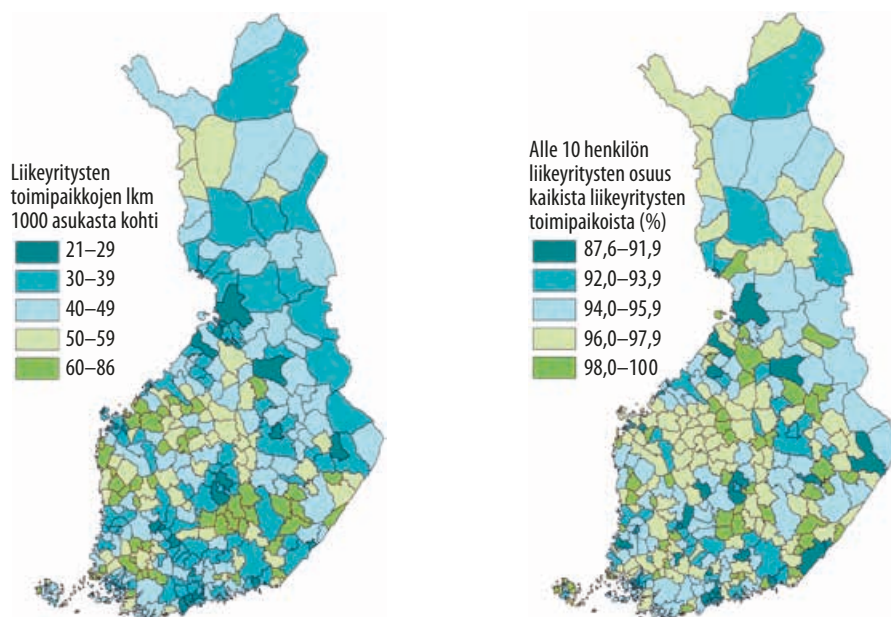 Liikeyritysten
toimipaikkojen lkm
1000 asukasta kohti
21–29
30–39
40–49
50–59
60–86
Alle 10 henkilön
liikeyritysten osuus
kaikista liikeyritysten
toimipaikoista (%)
87,6–91,9
92,0–93,9
94,0–95,9
96,0–97,9
98,0–100